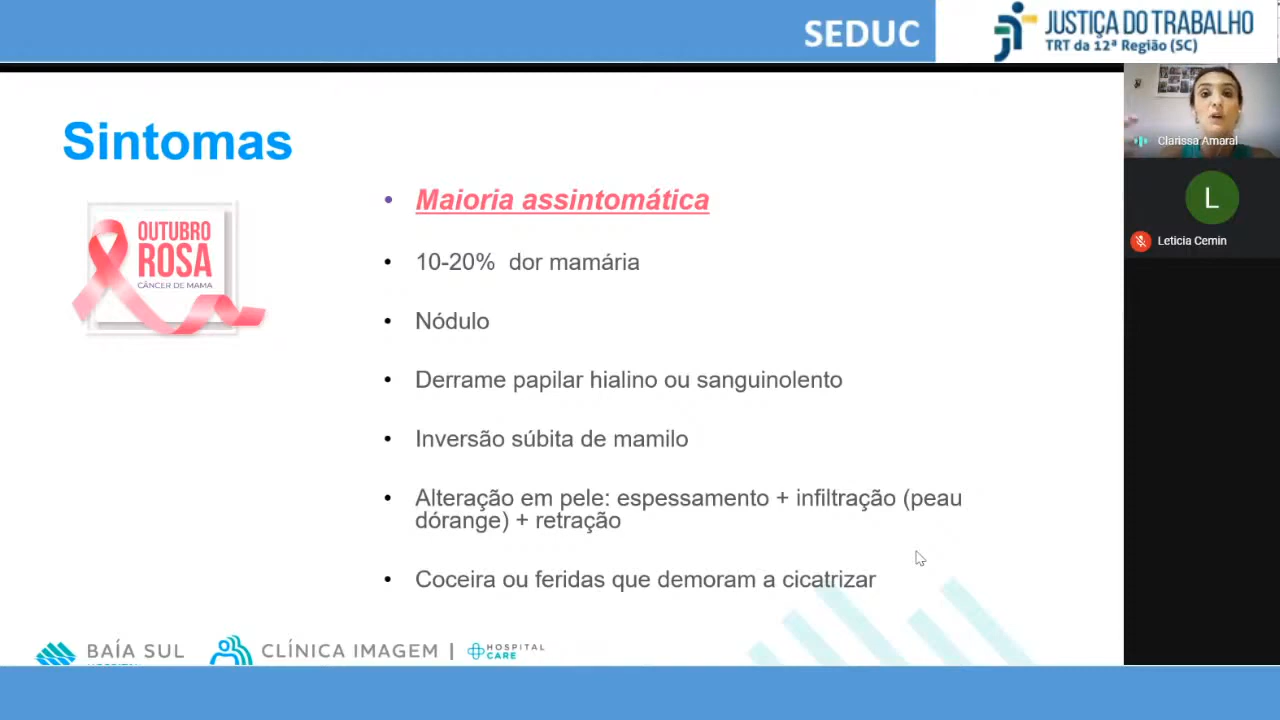 SEDUC
JUSTIÇA DO TRABALHO
TRT da 12ª Região (SC)
Clarissa Amaral
L
Leticia Cemin
Sintomas
OUTUBRO
ROSA
CÂNCER DE MAMA
• Maioria assintomática
• 10-20%  dor mamária
• Nódulo
• Derrame papilar hialino ou sanguinolento
• Inversão súbita de mamilo
• Alteração em pele: espessamento + infiltração (peau
dórange) + retração
• Coceira ou feridas que demoram a cicatrizar
BAÍA SUL
HOSPITAL
CLÍNICA IMAGEM |
HOSPITAL
CARE